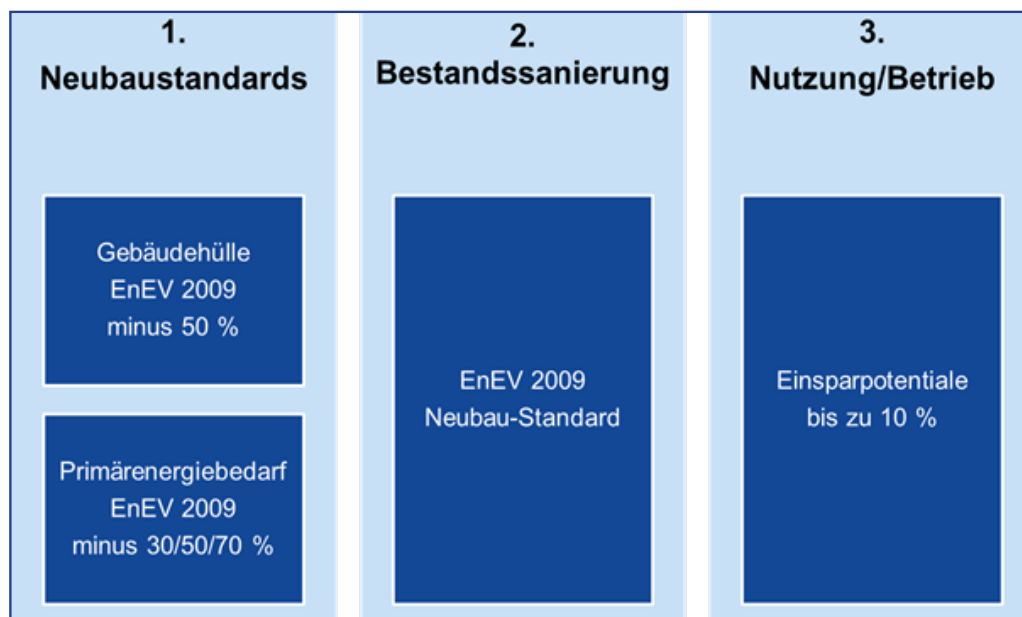 1.
Neubaustandards
Gebäudehülle
EnEV 2009
minus 50 %
Primärenergiebedarf
EnEV 2009
minus 30/50/70 %
2.
Bestandssanierung
EnEV 2009
Neubau-Standard
3.
Nutzung/Betrieb
Einsparpotentiale
bis zu 10 %